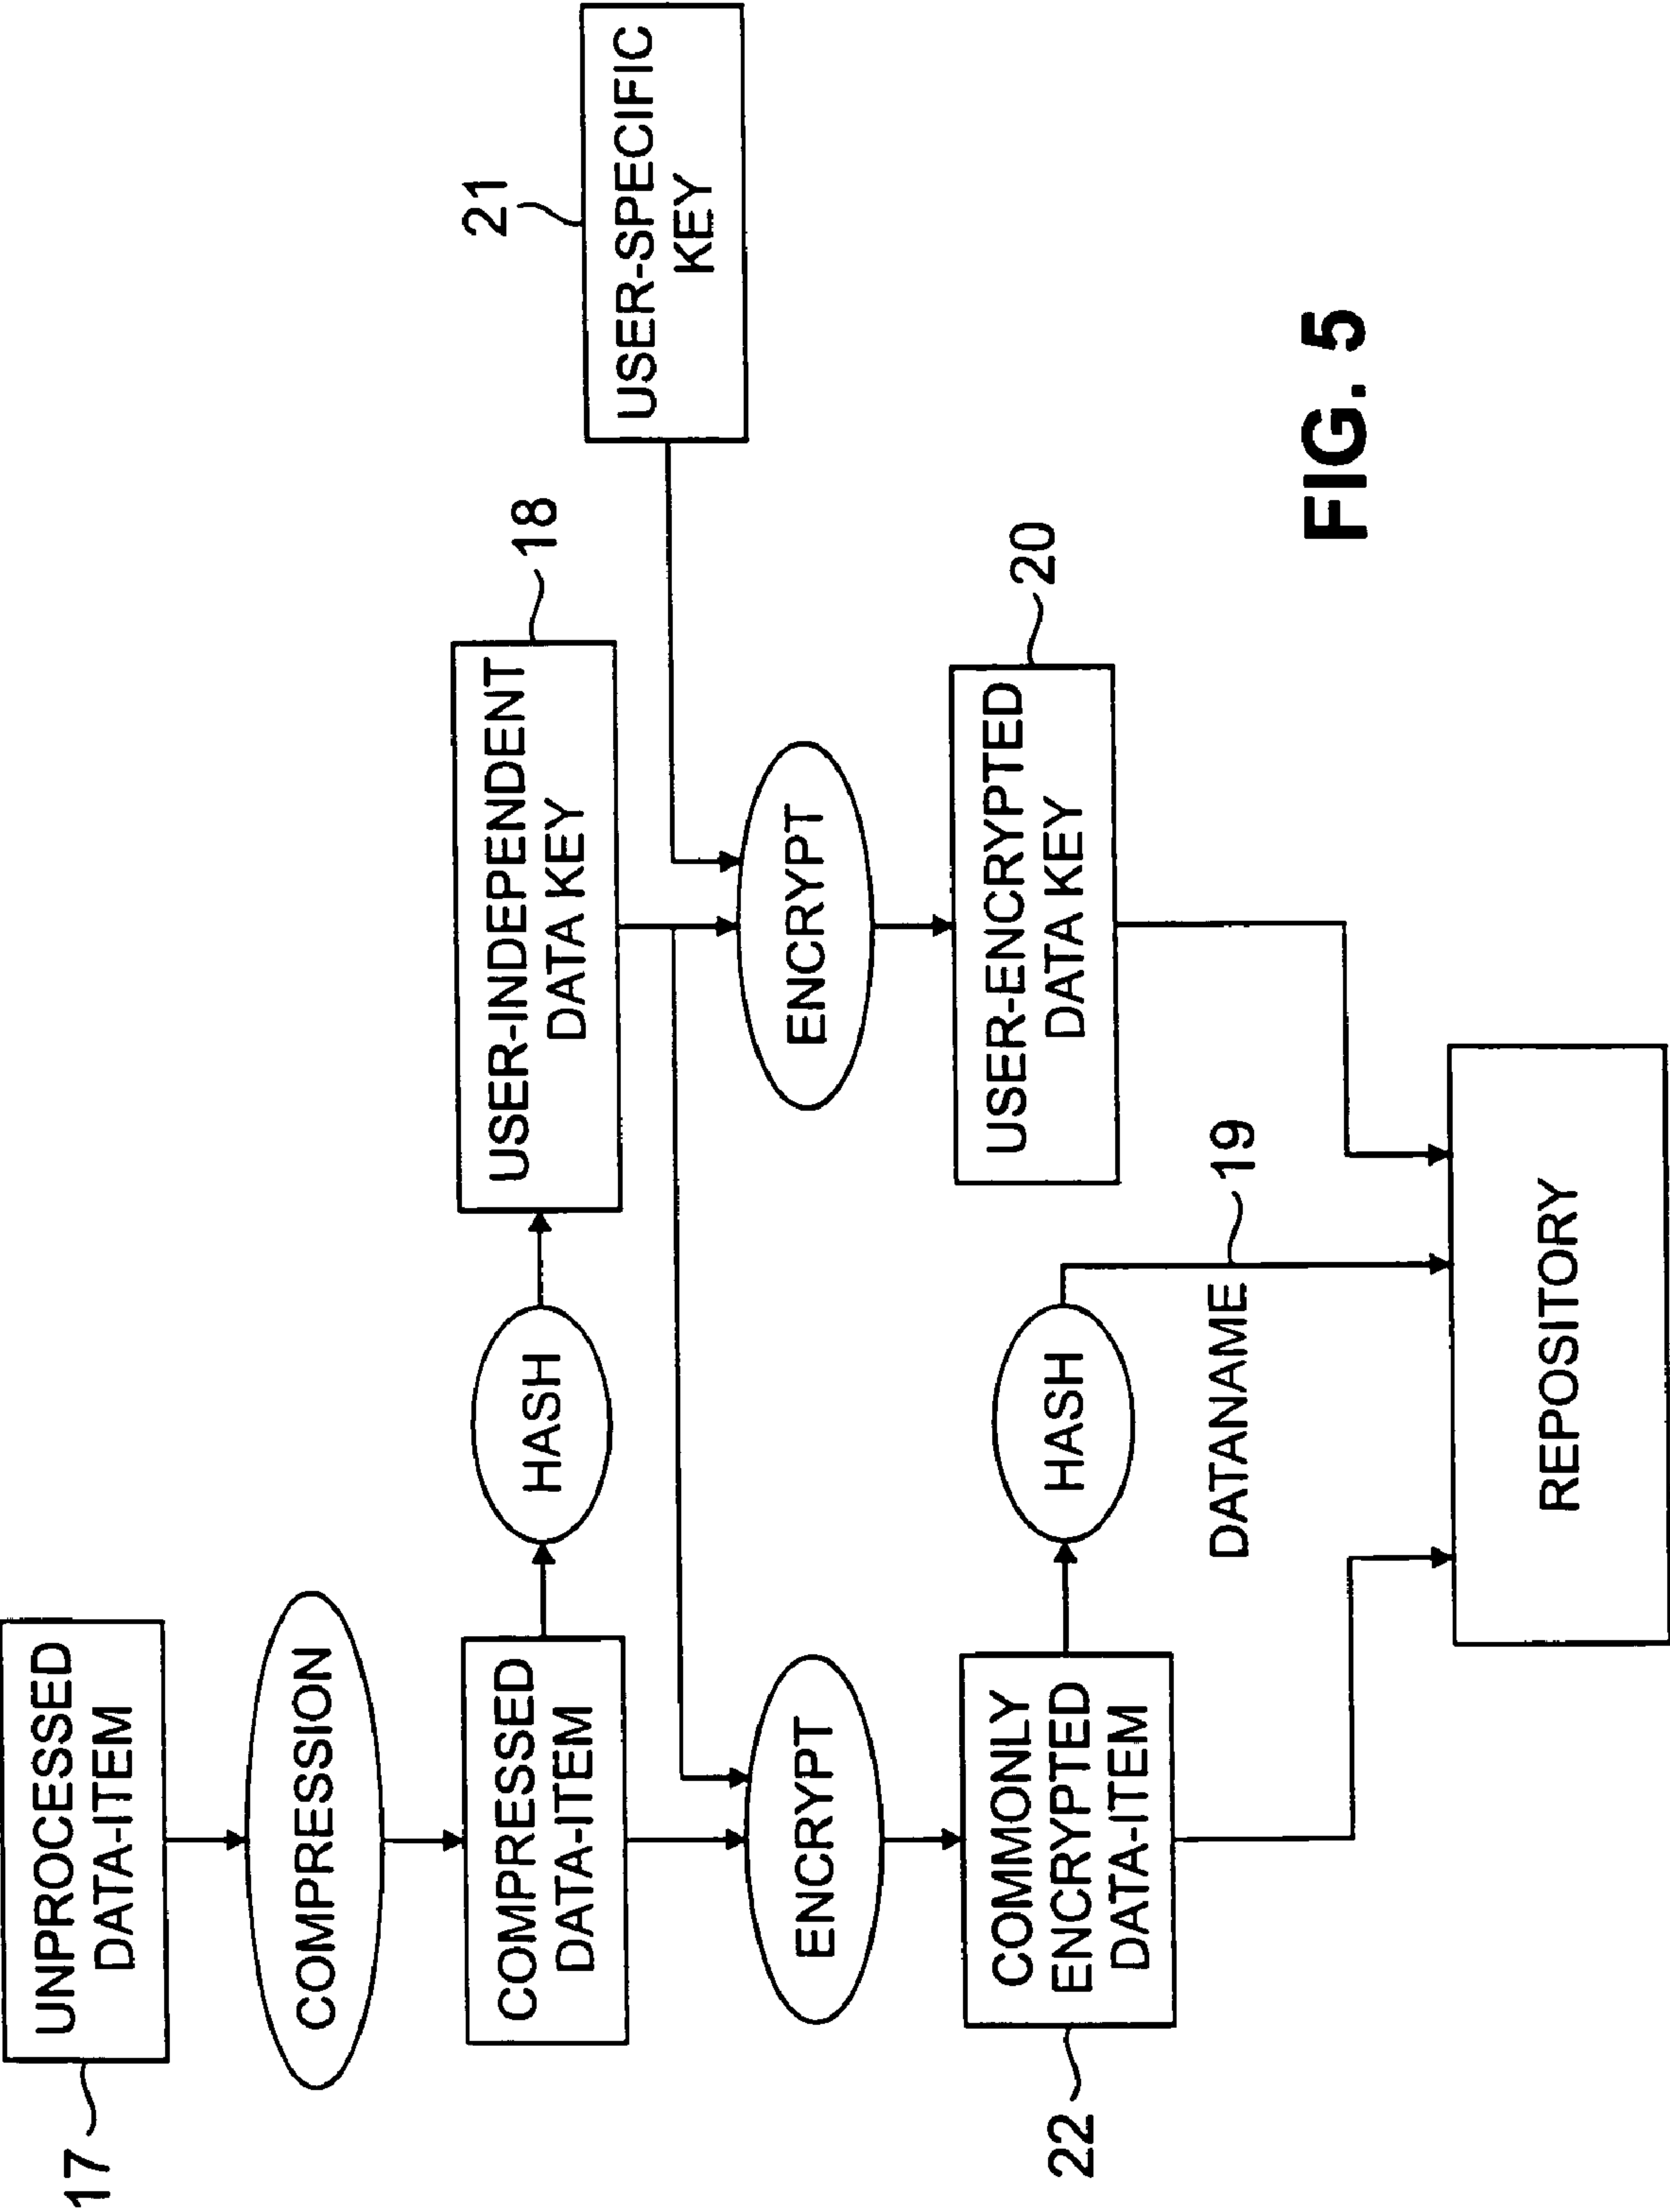 17
UNPROCESSED
DATA-ITEM
COMPRESSION
21
USER-SPECIFIC
KEY
COMPRESSED
DATA-ITEM
HASH
USER-INDEPENDENT
DATA KEY
18
ENCRYPT
ENCRYPT
22
COMMONLY
ENCRYPTED
DATA-ITEM
HASH
USER-ENCRYPTED
DATA KEY
20
DATANAME
19
REPOSITORY
FIG. 5